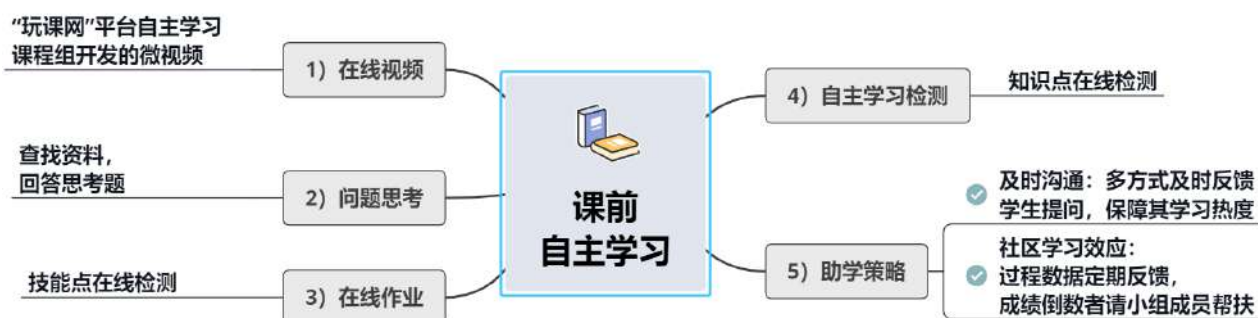 “玩课网”平台自主学习
课程组开发的微视频
1）在线视频
查找资料，
回答思考题
2）问题思考
技能点在线检测
3）在线作业
课前
自主学习
4）自主学习检测
知识点在线检测
5）助学策略
及时沟通：多方式及时反馈
学生提问，保障其学习热度
社区学习效应：
过程数据定期反馈，
成绩倒数者请小组成员帮扶